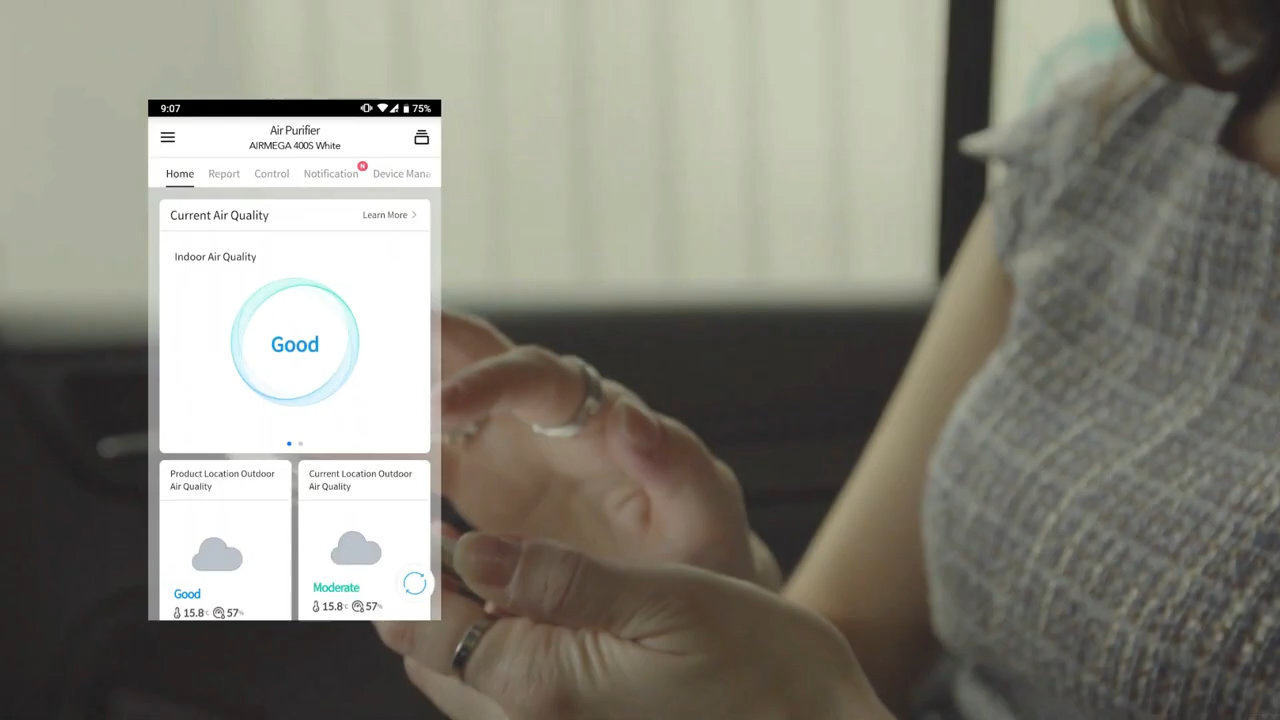 9:07
75%
Air Purifier
AIRMEGA 400S White
Home Report Control Notification N Device Mana
Current Air Quality Learn More
Indoor Air Quality
Good
Product Location Outdoor
Air Quality
Current Location Outdoor
Air Quality
Good
15.8°C 57%
Moderate
15.8°C 57%